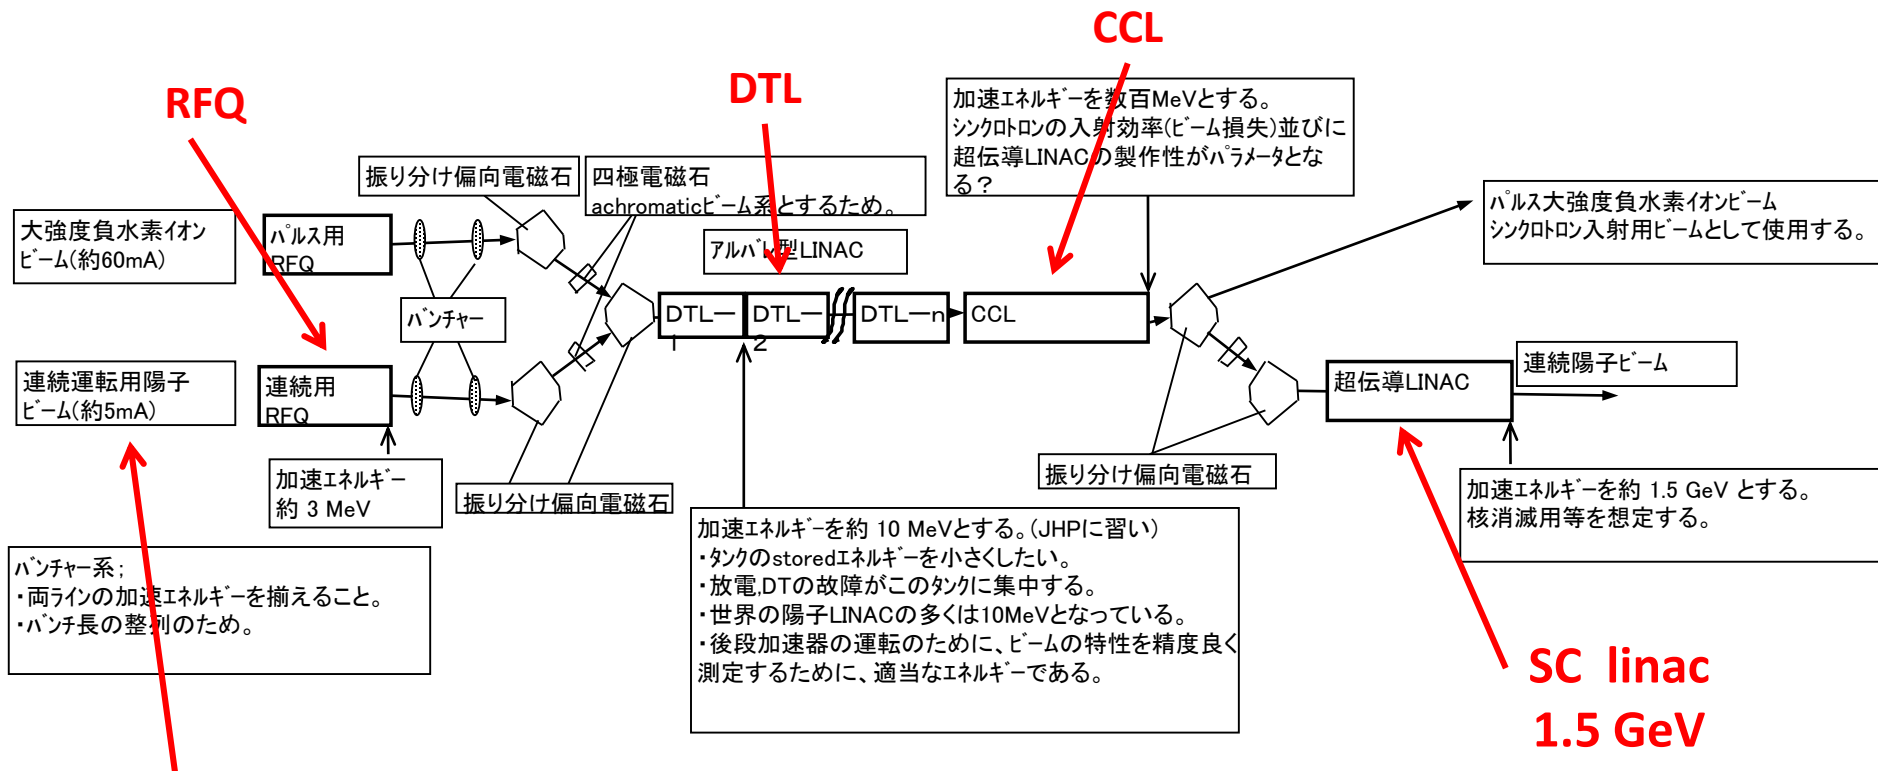 CCL
DTL
RFQ
加速ｴﾈﾙｷﾞｰを数百MeVとする。
ｼﾝｸﾛﾄﾛﾝの入射効率(ﾋﾞｰﾑ損失)並びに
超伝導LINACの製作性がﾊﾟﾗﾒｰﾀとな
る？
振り分け偏向電磁石
四極電磁石
achromaticﾋﾞｰﾑ系とするため。
ﾊﾟﾙｽ大強度負水素ｲｵﾝﾋﾞｰﾑ
ｼﾝｸﾛﾄﾛﾝ入射用ﾋﾞｰﾑとして使用する。
大強度負水素ｲｵﾝ
ﾋﾞｰﾑ(約60mA)
ﾊﾟﾙｽ用
RFQ
ｱﾙﾊﾞﾚ型LINAC
ﾊﾞﾝﾁｬｰ
DTLー
1
DTLー
2
DTLーn
CCL
連続運転用陽子
ﾋﾞｰﾑ(約5mA)
連続用
RFQ
超伝導LINAC
連続陽子ﾋﾞｰﾑ
加速ｴﾈﾙｷﾞｰ
約 3 MeV
振り分け偏向電磁石
振り分け偏向電磁石
加速ｴﾈﾙｷﾞｰを約 1.5 GeV とする。
核消滅用等を想定する。
加速ｴﾈﾙｷﾞｰを約 10 MeVとする。(JHPに習い)
・ﾀﾝｸのstoredｴﾈﾙｷﾞｰを小さくしたい。
・放電,DTの故障がこのﾀﾝｸに集中する。
・世界の陽子LINACの多くは10MeVとなっている。
・後段加速器の運転のために、ﾋﾞｰﾑの特性を精度良く
測定するために、適当なｴﾈﾙｷﾞｰである。
ﾊﾞﾝﾁｬｰ系；
・両ﾗｲﾝの加速ｴﾈﾙｷﾞｰを揃えること。
・ﾊﾞﾝﾁ長の整列のため。
SC linac
1.5 GeV